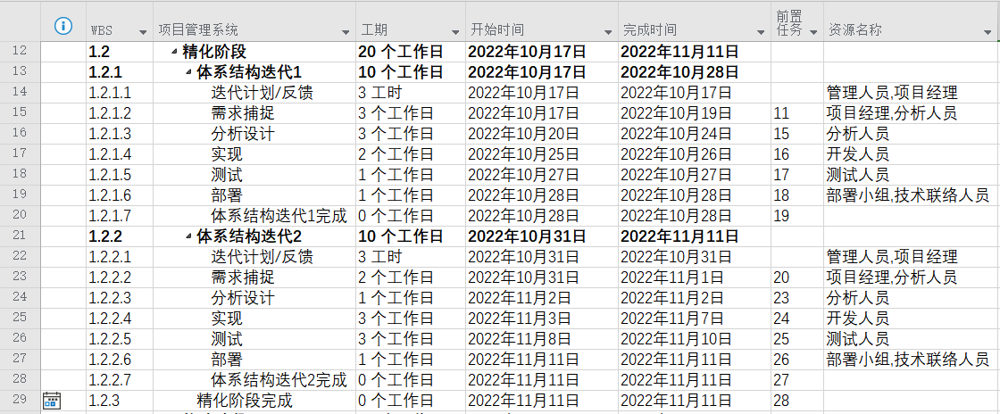 WBS 项目管理系统 工期 开始时间 完成时间 前置任务 资源名称
12 1.2 精化阶段 20 个工作日 2022年10月17日 2022年11月11日
13 1.2.1 体系结构迭代1 10 个工作日 2022年10月17日 2022年10月28日
14 1.2.1.1 迭代计划/反馈 3 工时 2022年10月17日 2022年10月17日 管理人员,项目经理
15 1.2.1.2 需求捕捉 3 个工作日 2022年10月17日 2022年10月19日 11 项目经理,分析人员
16 1.2.1.3 分析设计 3 个工作日 2022年10月20日 2022年10月24日 15 分析人员
17 1.2.1.4 实现 2 个工作日 2022年10月25日 2022年10月26日 16 开发人员
18 1.2.1.5 测试 1 个工作日 2022年10月27日 2022年10月27日 17 测试人员
19 1.2.1.6 部署 1 个工作日 2022年10月28日 2022年10月28日 18 部署小组,技术联络人员
20 1.2.1.7 体系结构迭代1完成 0 个工作日 2022年10月28日 2022年10月28日 19
21 1.2.2 体系结构迭代2 10 个工作日 2022年10月31日 2022年11月11日
22 1.2.2.1 迭代计划/反馈 3 工时 2022年10月31日 2022年10月31日 管理人员,项目经理
23 1.2.2.2 需求捕捉 2 个工作日 2022年10月31日 2022年11月1日 20 项目经理,分析人员
24 1.2.2.3 分析设计 1 个工作日 2022年11月2日 2022年11月2日 23 分析人员
25 1.2.2.4 实现 3 个工作日 2022年11月3日 2022年11月7日 24 开发人员
26 1.2.2.5 测试 3 个工作日 2022年11月8日 2022年11月10日 25 测试人员
27 1.2.2.6 部署 1 个工作日 2022年11月11日 2022年11月11日 26 部署小组,技术联络人员
28 1.2.2.7 体系结构迭代2完成 0 个工作日 2022年11月11日 2022年11月11日 27
29 1.2.3 精化阶段完成 0 个工作日 2022年11月11日 2022年11月11日 28